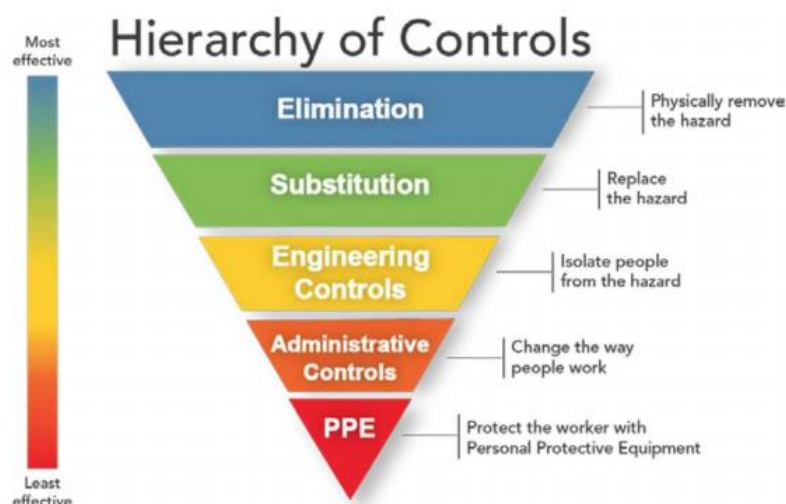 Hierarchy of Controls
Most
effective
Elimination
Physically remove
the hazard
Substitution
Replace
the hazard
Engineering
Controls
Isolate people
from the hazard
Administrative
Controls
Change the way
people work
PPE
Protect the worker with
Personal Protective Equipment
Least
effective